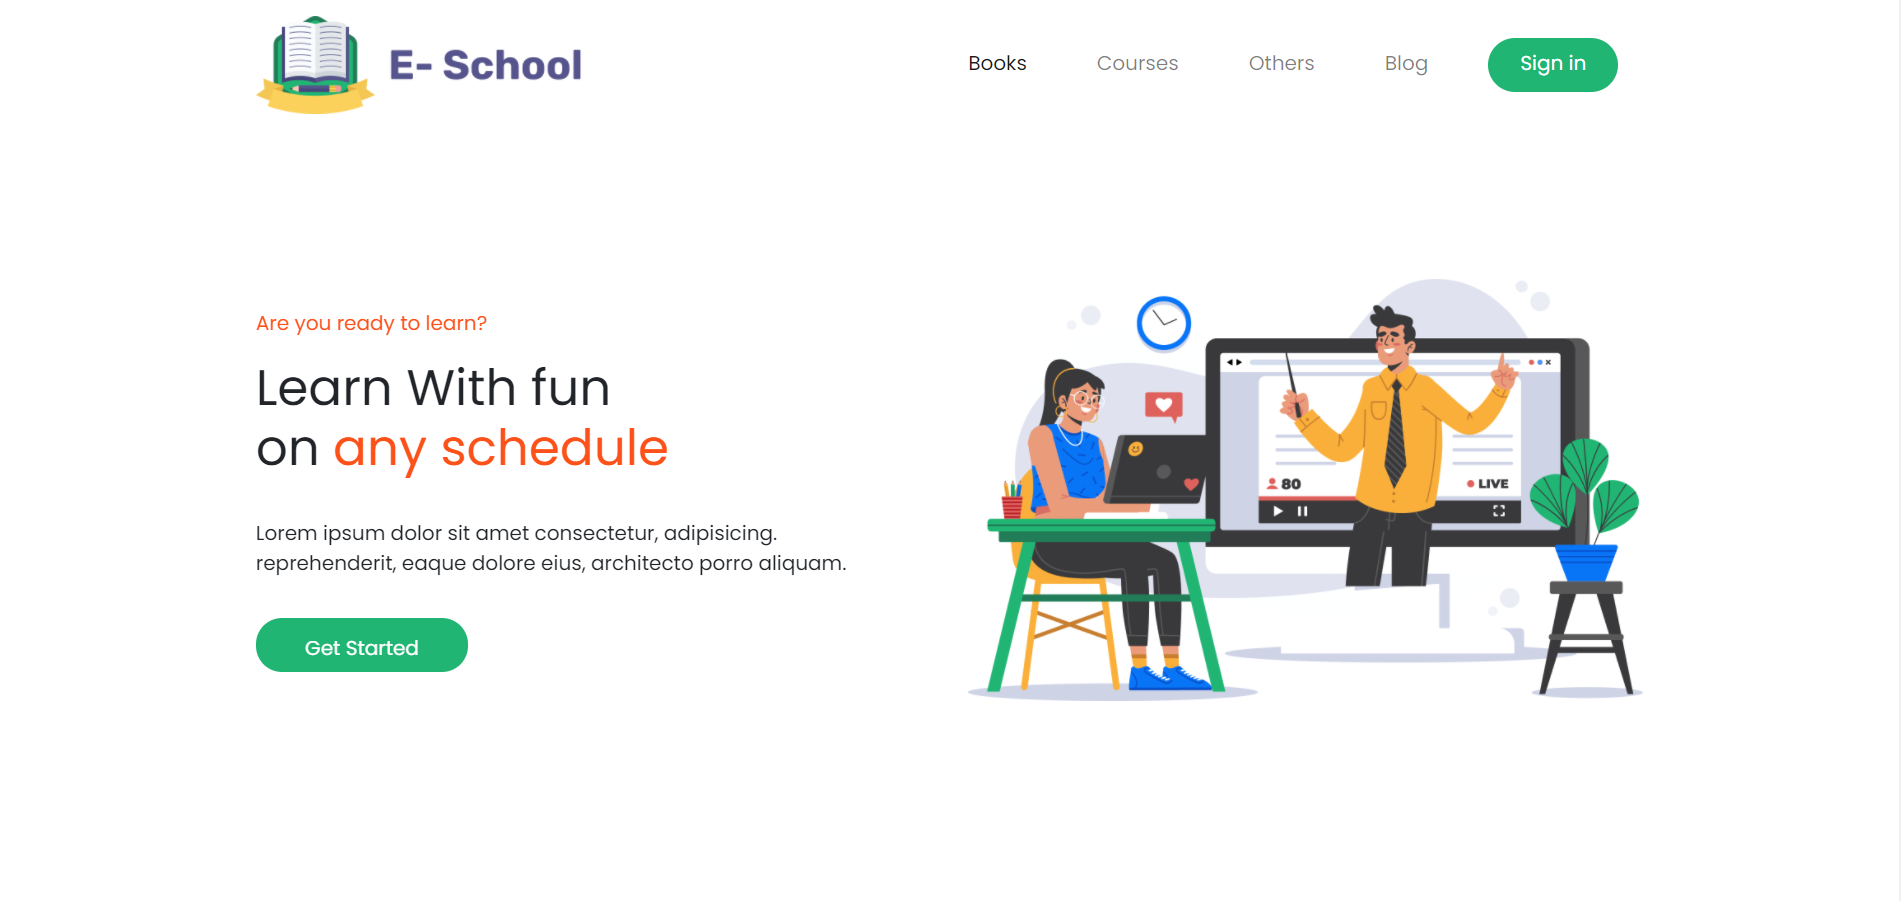 E- School
Books Courses Others Blog Sign in
Are you ready to learn?
Learn With fun
on any schedule
Lorem ipsum dolor sit amet consectetur, adipisicing.
reprehenderit, eaque dolore eius, architecto porro aliquam.
Get Started
80 LIVE